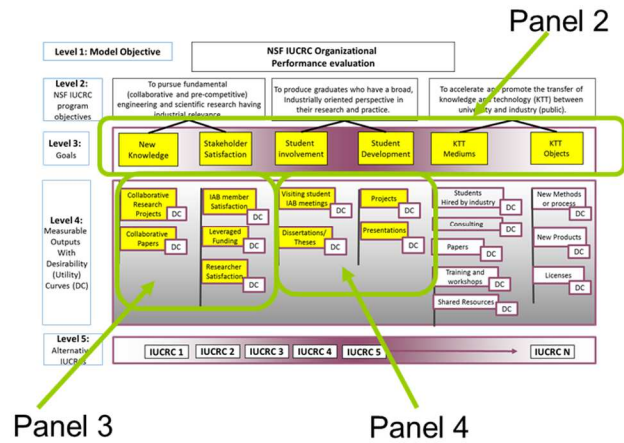 Panel 2
Level 1: Model Objective
NSF IUCRC Organizational
Performance evaluation
Level 2:
NSF IUCRC
program
objectives
To pursue fundamental
(collaborative and pre-competitive)
engineering and scientific research having
industrial relevance.
To produce graduates who have a broad,
Industrially oriented perspective in
their research and practice.
To accelerate and promote the transfer of
knowledge and technology (KTT) between
university and industry (public).
Level 3:
Goals
New
Knowledge
Stakeholder
Satisfaction
Student
involvement
Student
Development
KTT
Mediums
KTT
Objects
Level 4:
Measurable
Outputs
With
Desirability
(Utility)
Curves (DC)
Collaborative
Research
Projects
DC
Collaborative
Papers
DC
IAB member
Satisfaction
DC
Leveraged
Funding
DC
Researcher
Satisfaction
DC
Visiting student
IAB meetings
DC
Dissertations/
Theses
DC
Projects
DC
Presentations
DC
Students
Hired by industry
DC
Consulting
DC
Papers
DC
Training and
workshops
DC
Shared Resources
DC
New Methods
or process
DC
New Products
DC
Licenses
DC
Level 5:
Alternative
IUCRCs
IUCRC 1
IUCRC 2
IUCRC 3
IUCRC 4
IUCRC 5
IUCRC N
Panel 3
Panel 4